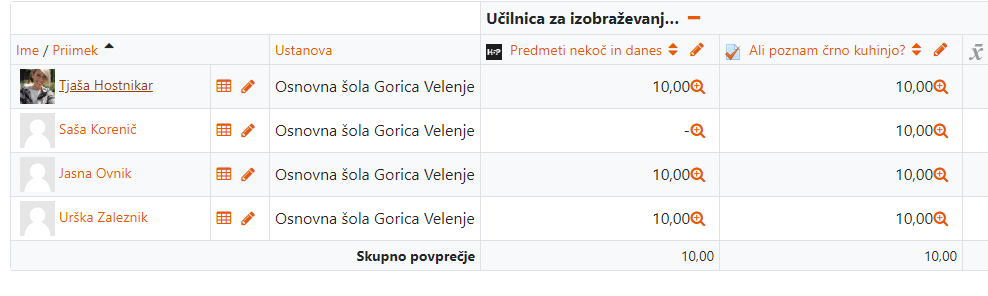 Učilnica za izobraževanj...
Ime / Priimek Ustanova H5P Predmeti nekoč in danes Ali poznam črno kuhinjo? x̄
Tjaša Hostnikar Osnovna šola Gorica Velenje 10,00 10,00
Saša Korenič Osnovna šola Gorica Velenje - 10,00
Jasna Ovnik Osnovna šola Gorica Velenje 10,00 10,00
Urška Zaleznik Osnovna šola Gorica Velenje 10,00 10,00
Skupno povprečje 10,00 10,00